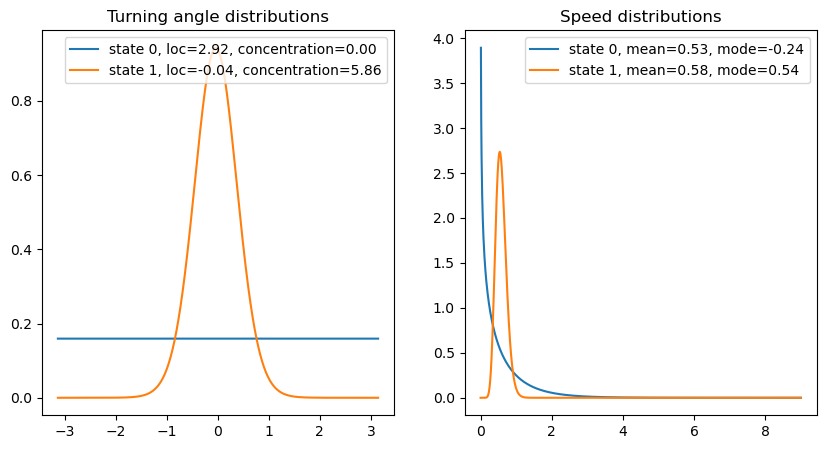 Turning angle distributions
state 0, loc=2.92, concentration=0.00
state 1, loc=-0.04, concentration=5.86
0.8
0.6
0.4
0.2
0.0
−3 −2 −1 0 1 2 3
Speed distributions
state 0, mean=0.53, mode=-0.24
state 1, mean=0.58, mode=0.54
4.0
3.5
3.0
2.5
2.0
1.5
1.0
0.5
0.0
0 2 4 6 8